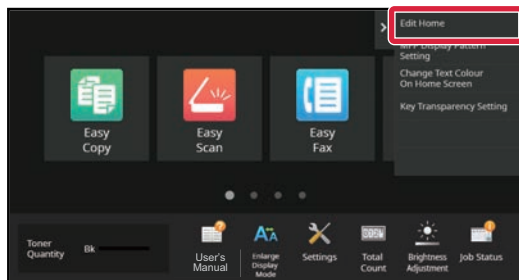 Edit Home
MFP Display Pattern
Setting
Change Text Colour
On Home Screen
Key Transparency Setting
Easy
Copy
Easy
Scan
Easy
Fax
Toner
Quantity
Bk
User's
Manual
Enlarge
Display
Mode
Settings
Total
Count
Brightness
Adjustment
Job Status